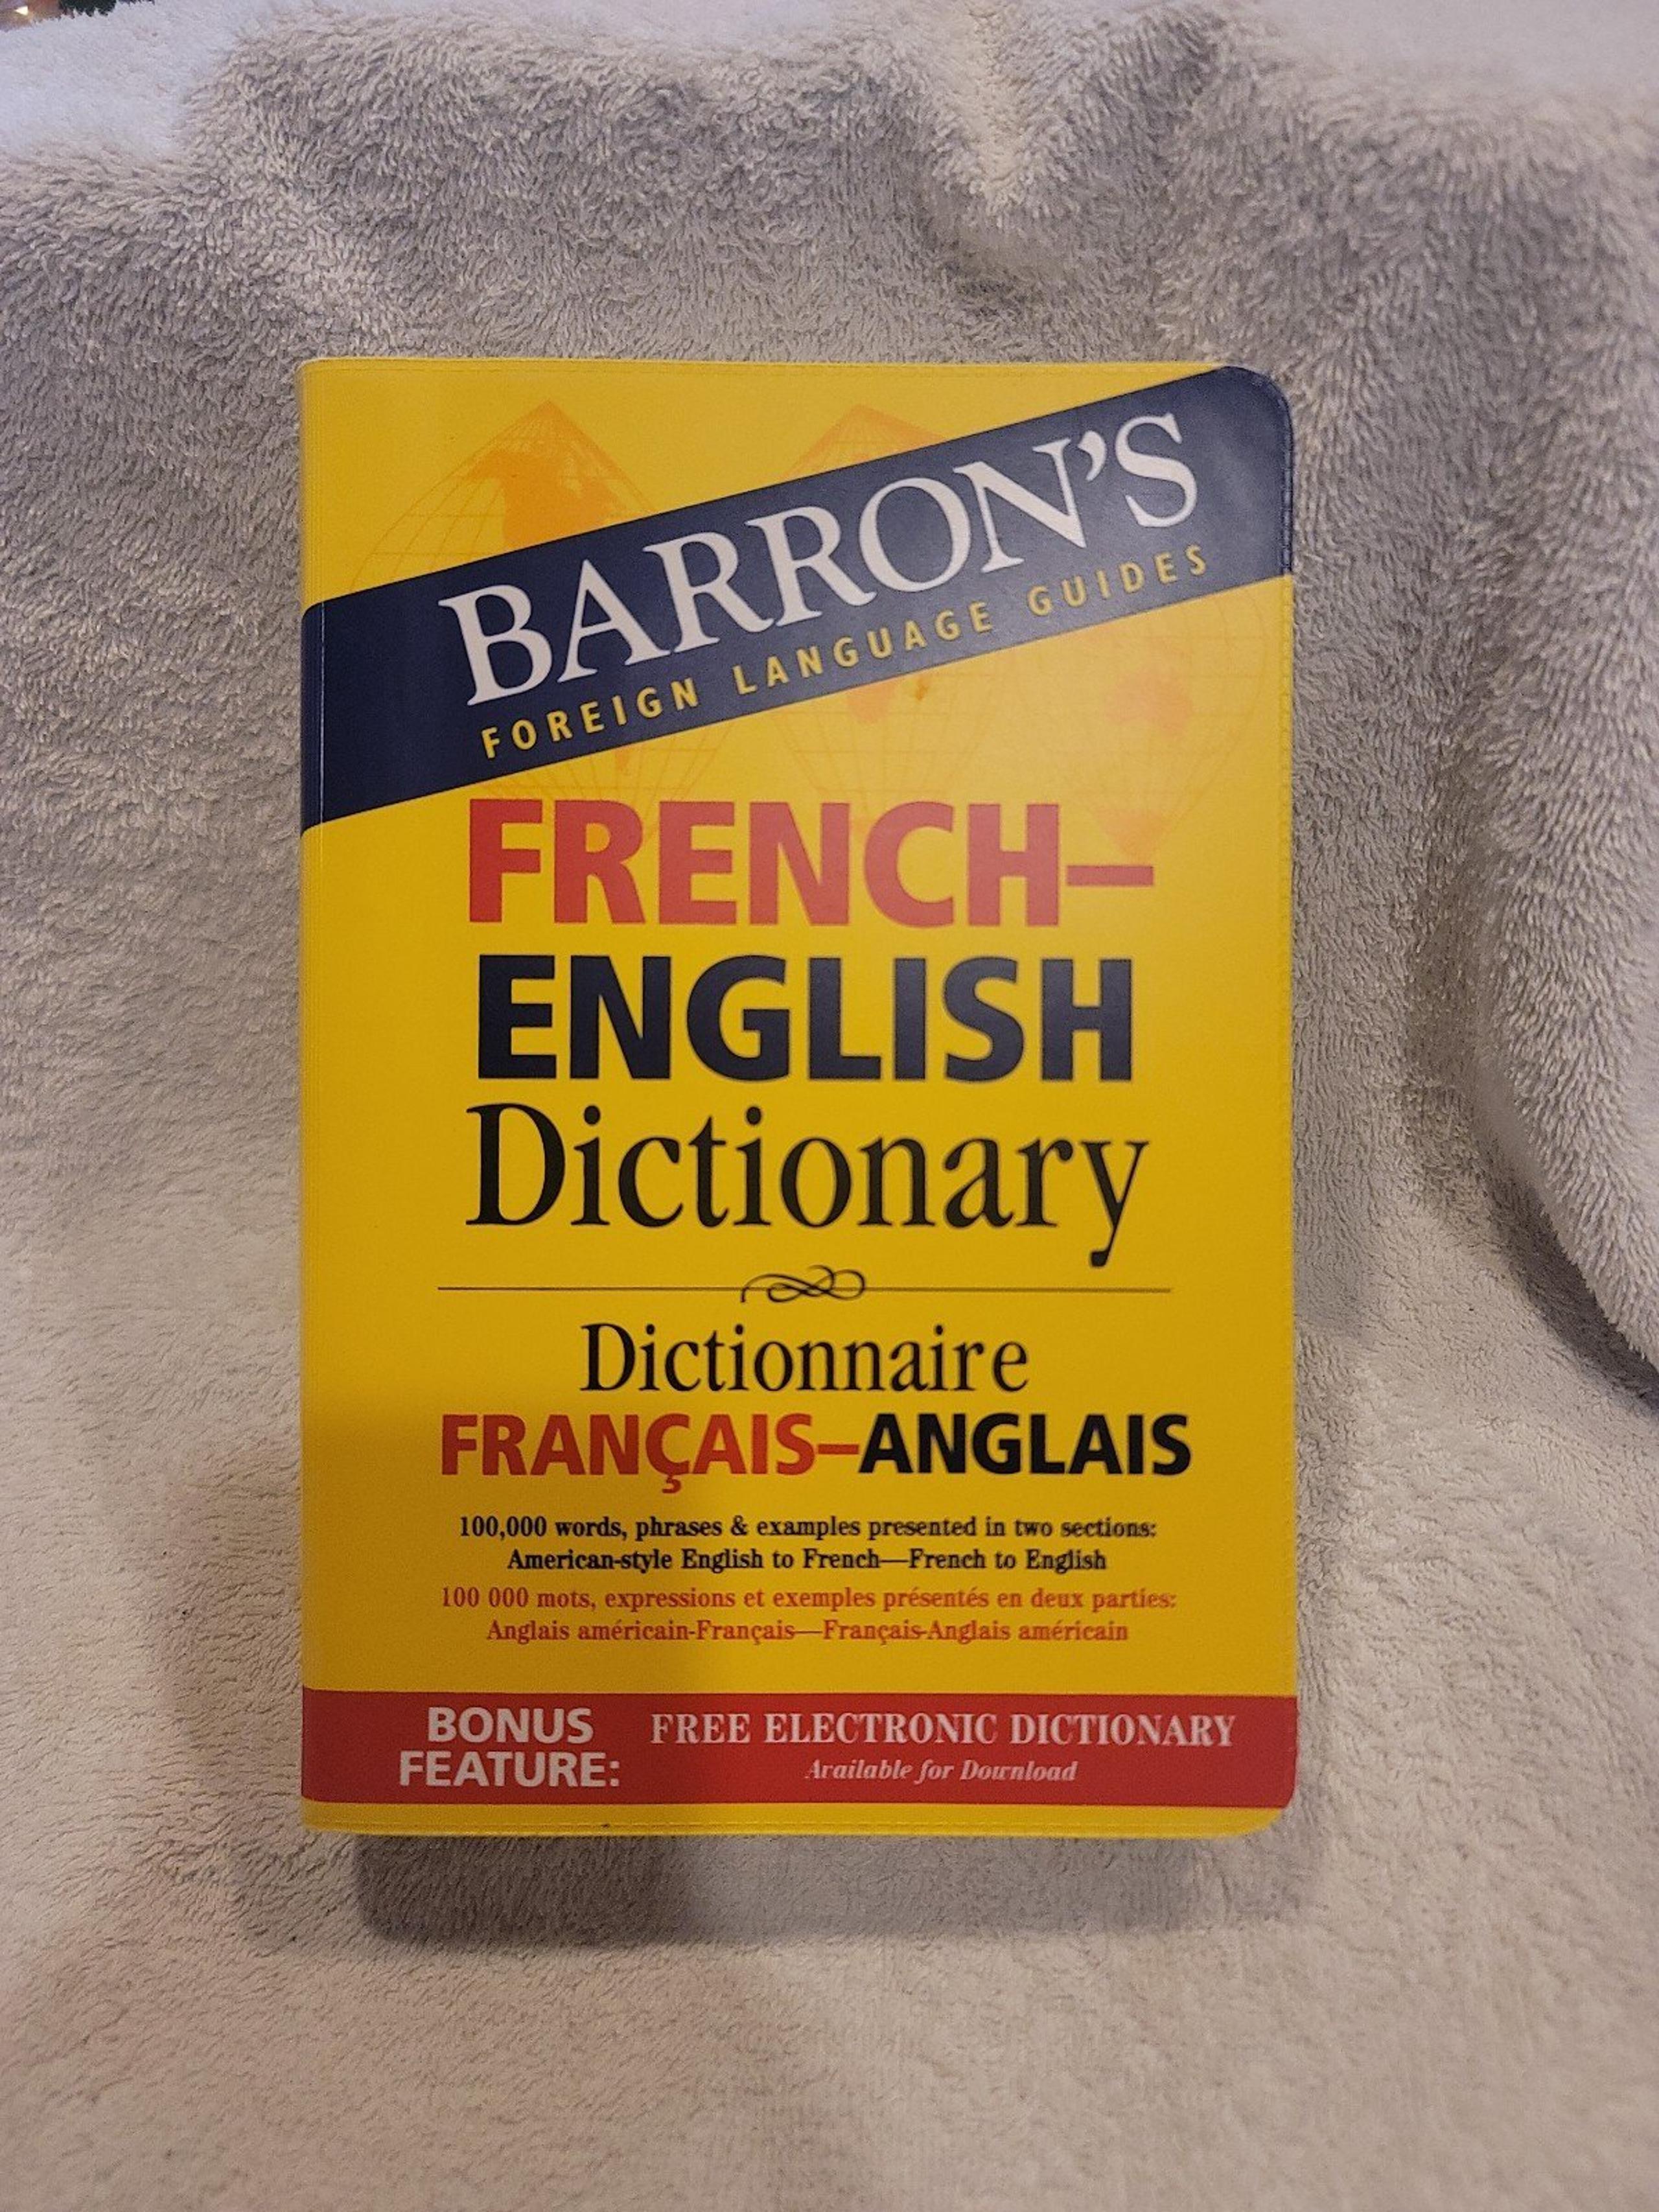 BARRON'S
FOREIGN LANGUAGE GUIDES
FRENCH–
ENGLISH
Dictionary
Dictionnaire
FRANÇAIS–ANGLAIS
100,000 words, phrases & examples presented in two sections:
American-style English to French—French to English
100 000 mots, expressions et exemples présentés en deux parties:
Anglais américain-Français—Français-Anglais américain
BONUS
FEATURE:
FREE ELECTRONIC DICTIONARY
Available for Download